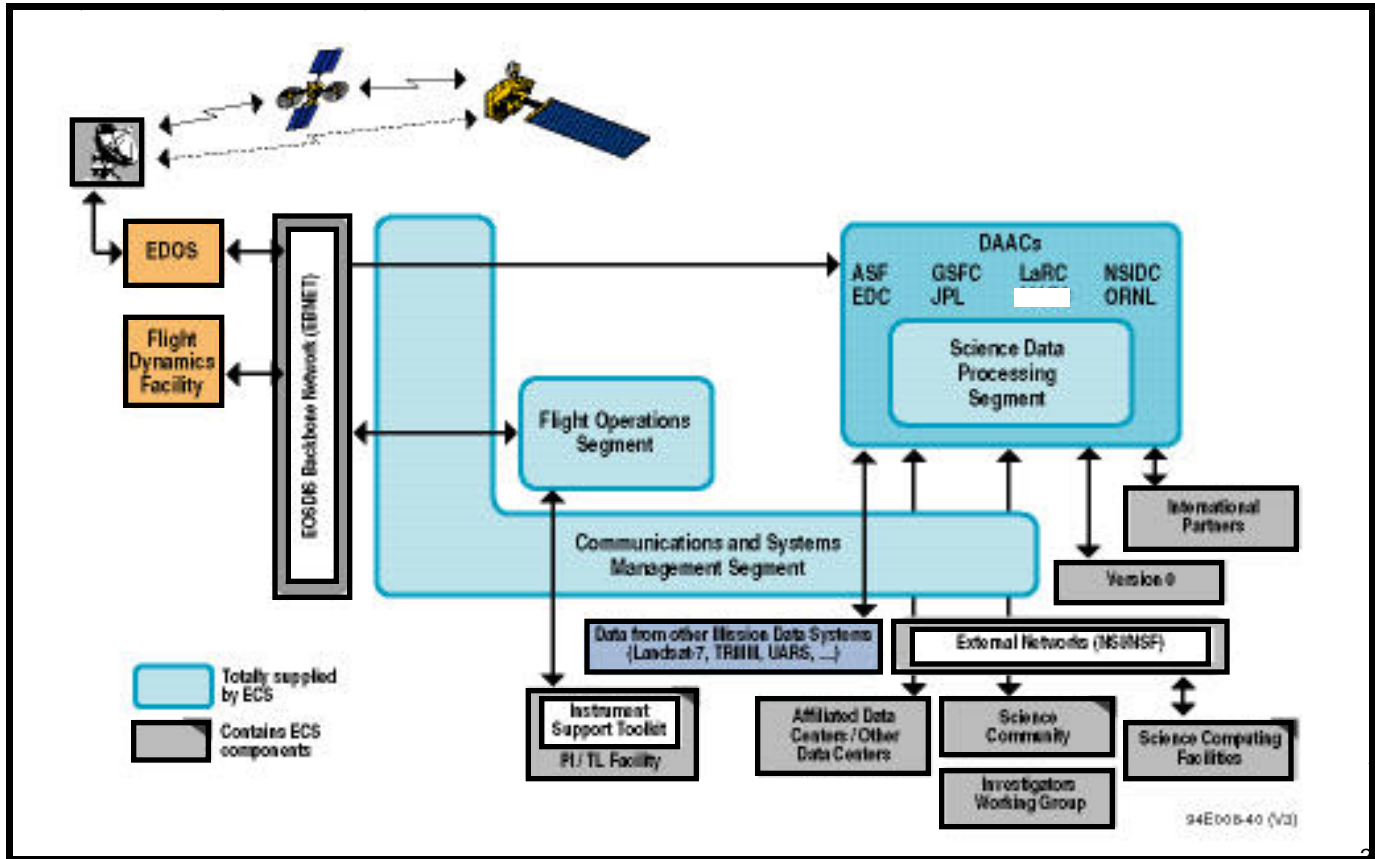 DAACs
ASF GSFC LaRC NSIDC
EDC JPL ORNL
Science Data
Processing
Segment
EDOS
Flight
Dynamics
Facility
EOSDIS Backbone Network (EBNET)
Flight Operations
Segment
Communications and Systems
Management Segment
International
Partners
Version 0
Data from other Mission Data Systems
(Landsat-7, TRMM, UARS, ...)
External Networks (NSI/NSF)
Totally supplied
by ECS
Contains ECS
components
Instrument
Support Toolkit
PI / TL Facility
Affiliated Data
Centers / Other
Data Centers
Science
Community
Investigators
Working Group
Science Computing
Facilities
94E008-40 (V3)